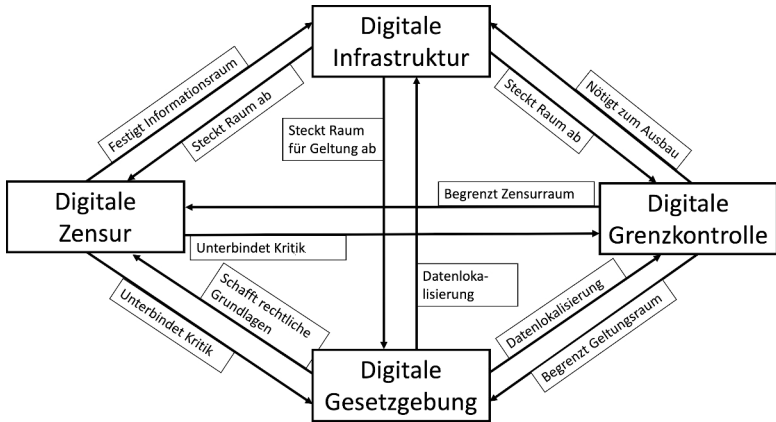 Digitale
Infrastruktur
Festigt Informationsraum
Steckt Raum ab
Steckt Raum
für Geltung ab
Steckt Raum ab
Nötigt zum Ausbau
Digitale
Zensur
Begrenzt Zensurraum
Unterbindet Kritik
Digitale
Grenzkontrolle
Unterbindet Kritik
Schafft rechtliche
Grundlagen
Datenloka-
lisierung
Datenlokalisierung
Begrenzt Geltungsraum
Digitale
Gesetzgebung